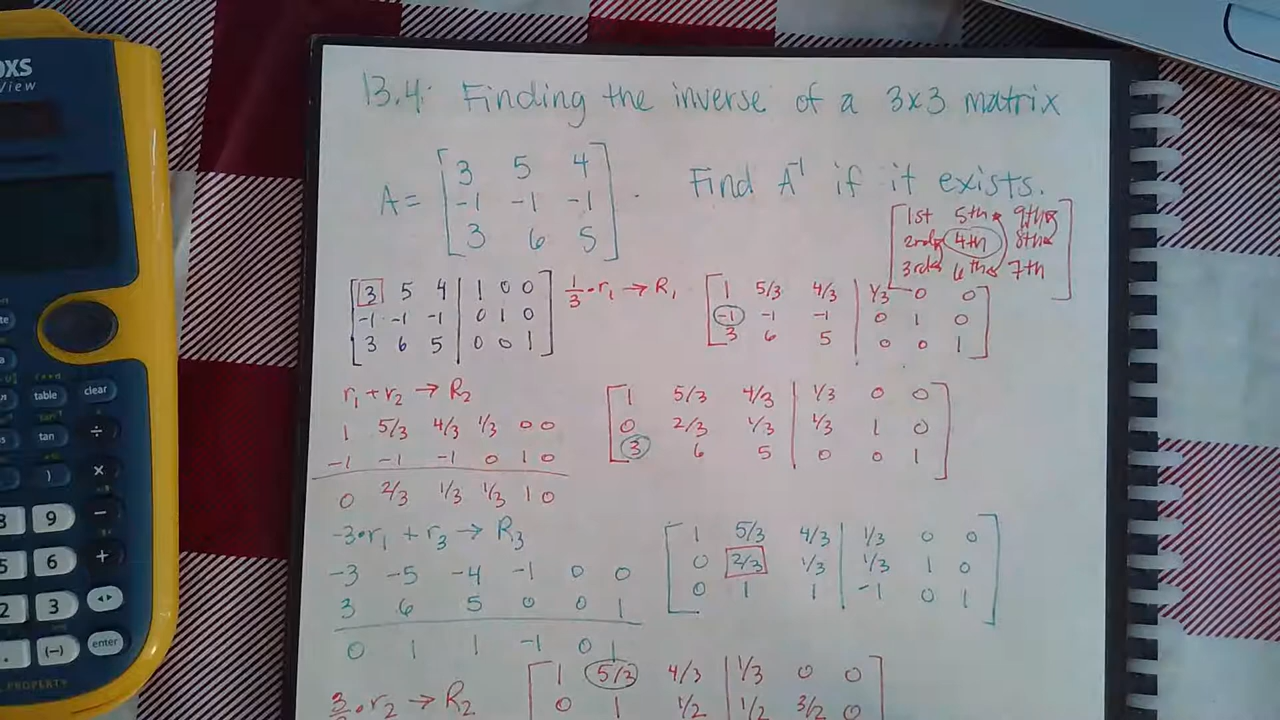 13.4: Finding the inverse of a 3x3 matrix
A = [3 5 4
-1 -1 -1
3 6 5].
Find A⁻¹ if it exists.
[1st 5th 9th
2nd 4th 8th
3rd 6th 7th]
[3 5 4 | 1 0 0
-1 -1 -1 | 0 1 0
3 6 5 | 0 0 1]
1/3 • r₁ → R₁
[1 5/3 4/3 | 1/3 0 0
-1 -1 -1 | 0 1 0
3 6 5 | 0 0 1]
r₁ + r₂ → R₂
1 5/3 4/3 1/3 0 0
-1 -1 -1 0 1 0
0 2/3 1/3 1/3 1 0
[1 5/3 4/3 | 1/3 0 0
0 2/3 1/3 | 1/3 1 0
3 6 5 | 0 0 1]
-3•r₁ + r₃ → R₃
-3 -5 -4 -1 0 0
3 6 5 0 0 1
0 1 1 -1 0 1
[1 5/3 4/3 | 1/3 0 0
0 2/3 1/3 | 1/3 1 0
0 1 1 | -1 0 1]
•r₂ → R₂
[1 5/3 4/3 | 1/3 0 0
0 1 1/2 | 1/2 3/2 0
table
clear
tan
÷
)
×
8
9
−
5
6
+
2
3
.
(−)
enter
PROPERTY